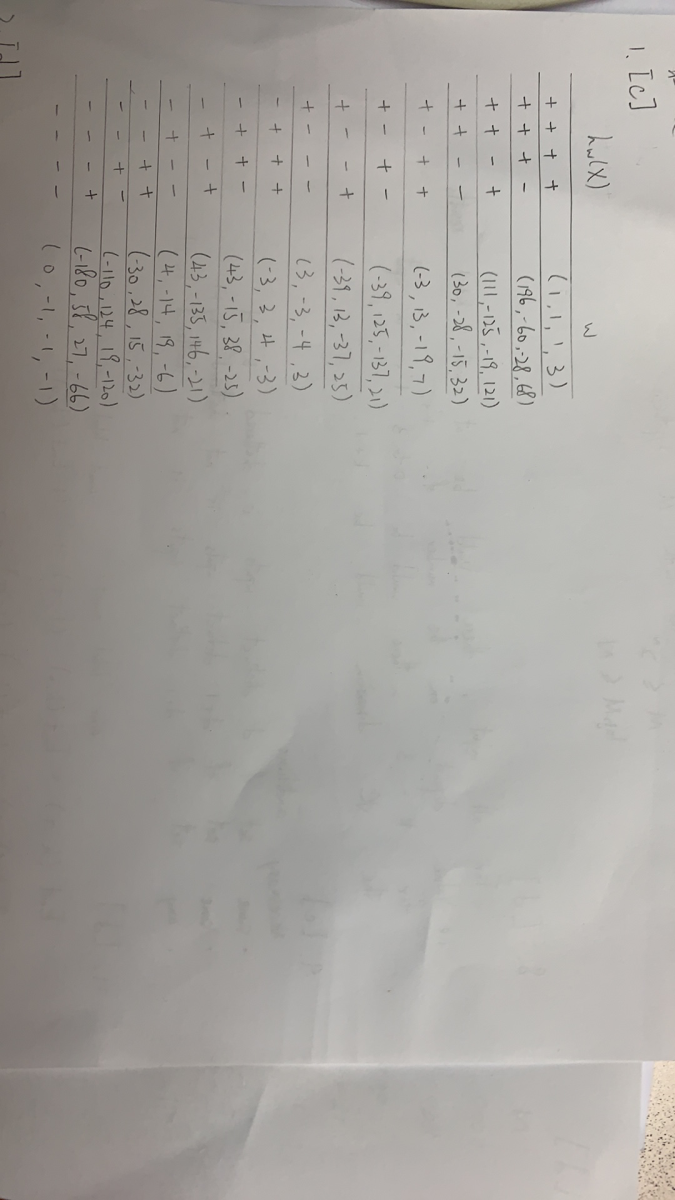 1. [c]
hw(x) w
+ + + + (1, 1, 1, 3)
+ + + - (196, -60, -28, 68)
+ + - + (111, -125, -19, 121)
+ + - - (30, -28, -15, 32)
+ - + + (-3, 13, -19, 7)
+ - + - (-39, 125, -137, 21)
+ - - + (-39, 13, -37, 25)
+ - - - (3, -3, -4, 3)
- + + + (-3, 3, 4, -3)
- + + - (43, -15, 38, -25)
- + - + (43, -135, 146, -21)
- + - - (4, -14, 19, -6)
- - + + (-30, 28, 15, -32)
- - + - (-110, 124, 19, -120)
- - - + (-180, 58, 27, -66)
- - - - (0, -1, -1, -1)
2. [d]